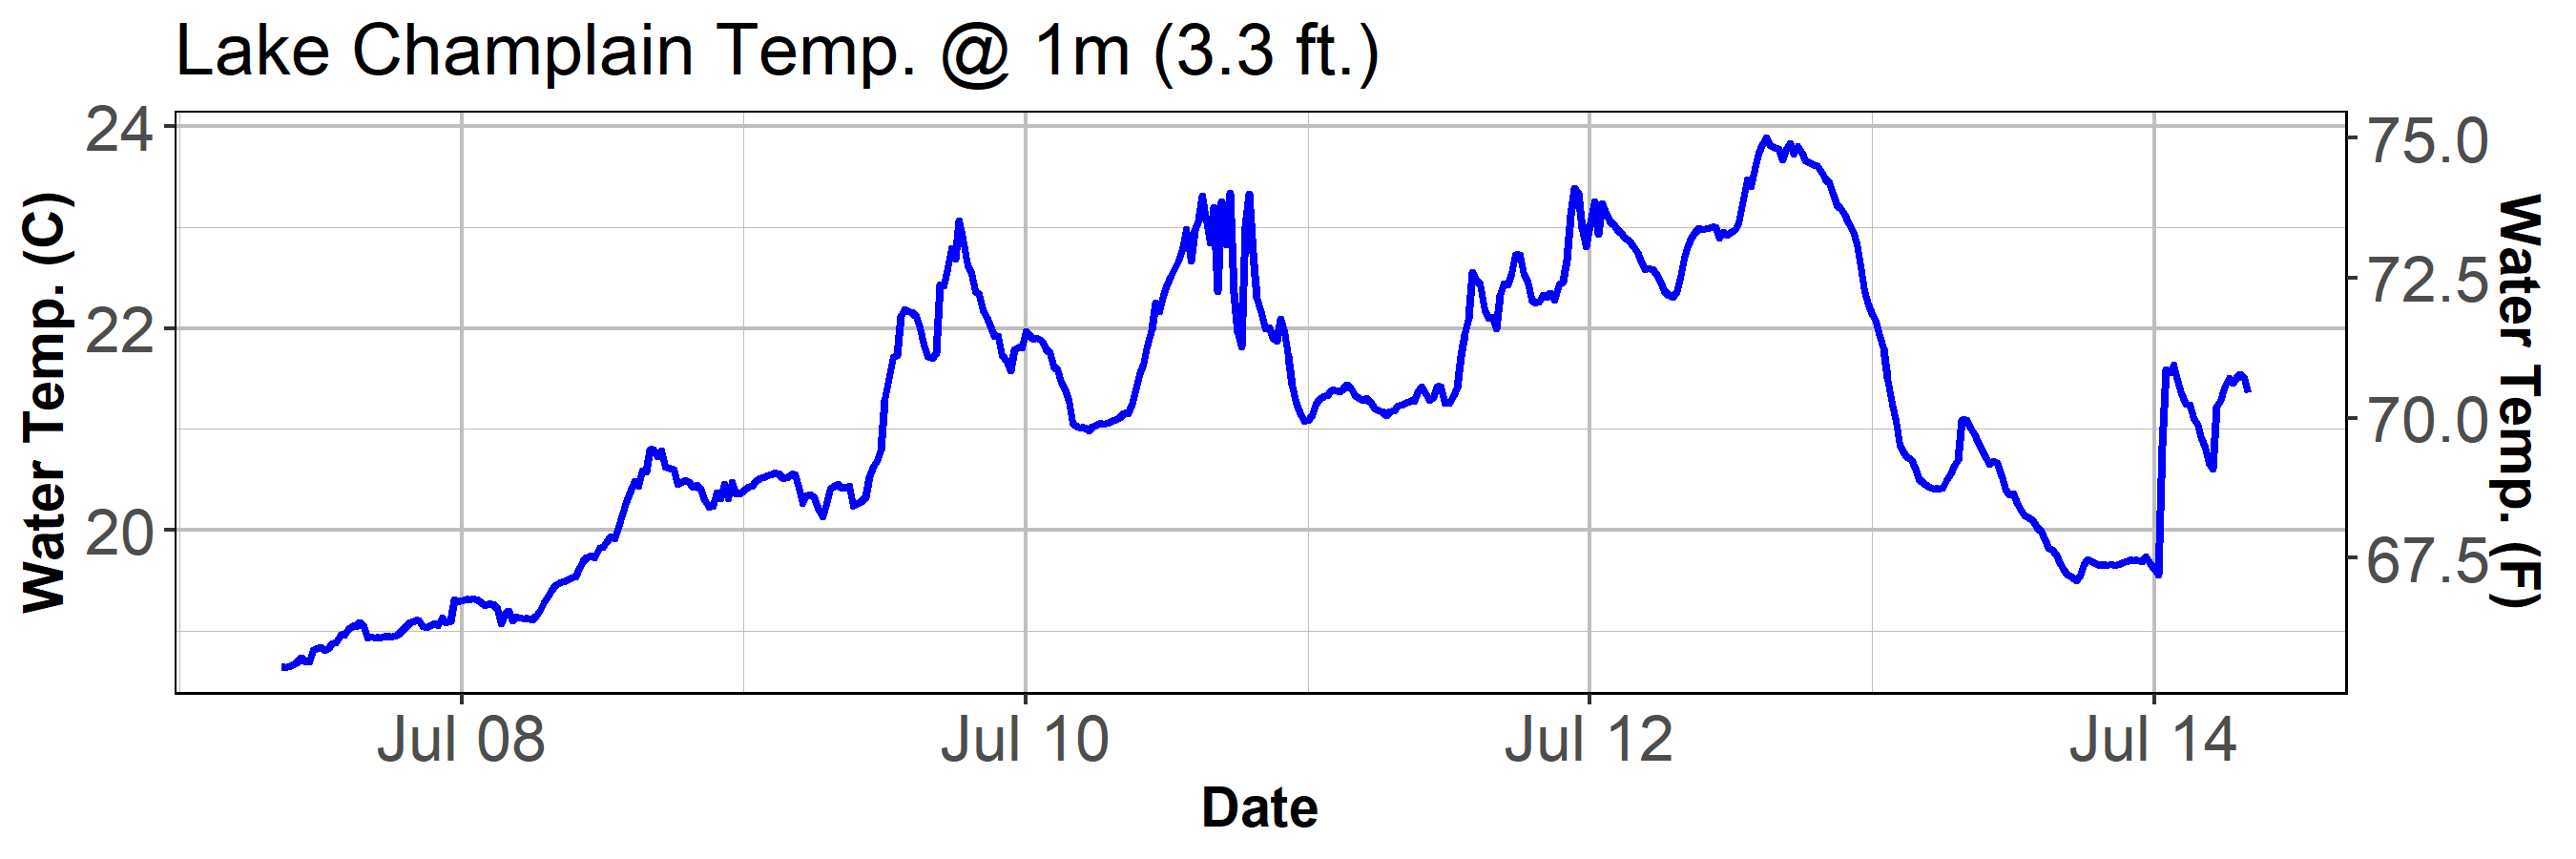 Lake Champlain Temp. @ 1m (3.3 ft.)
24
22
20
Water Temp. (C)
75.0
72.5
70.0
67.5
Water Temp. (F)
Jul 08
Jul 10
Jul 12
Jul 14
Date